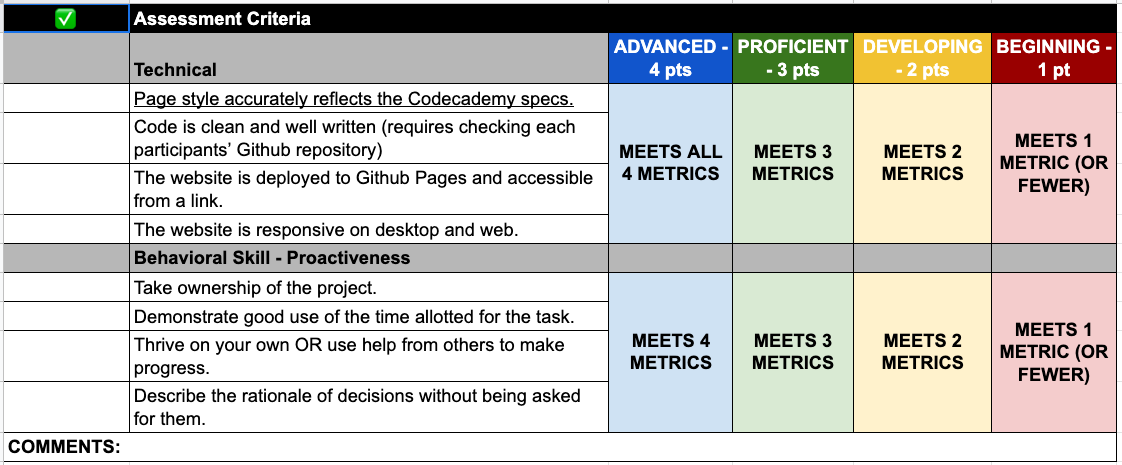 ✅ Assessment Criteria
Technical
ADVANCED -
4 pts
PROFICIENT
- 3 pts
DEVELOPING
- 2 pts
BEGINNING -
1 pt
Page style accurately reflects the Codecademy specs.
Code is clean and well written (requires checking each
participants’ Github repository)
The website is deployed to Github Pages and accessible
from a link.
The website is responsive on desktop and web.
MEETS ALL
4 METRICS
MEETS 3
METRICS
MEETS 2
METRICS
MEETS 1
METRIC (OR
FEWER)
Behavioral Skill - Proactiveness
Take ownership of the project.
Demonstrate good use of the time allotted for the task.
Thrive on your own OR use help from others to make
progress.
Describe the rationale of decisions without being asked
for them.
MEETS 4
METRICS
MEETS 3
METRICS
MEETS 2
METRICS
MEETS 1
METRIC (OR
FEWER)
COMMENTS: